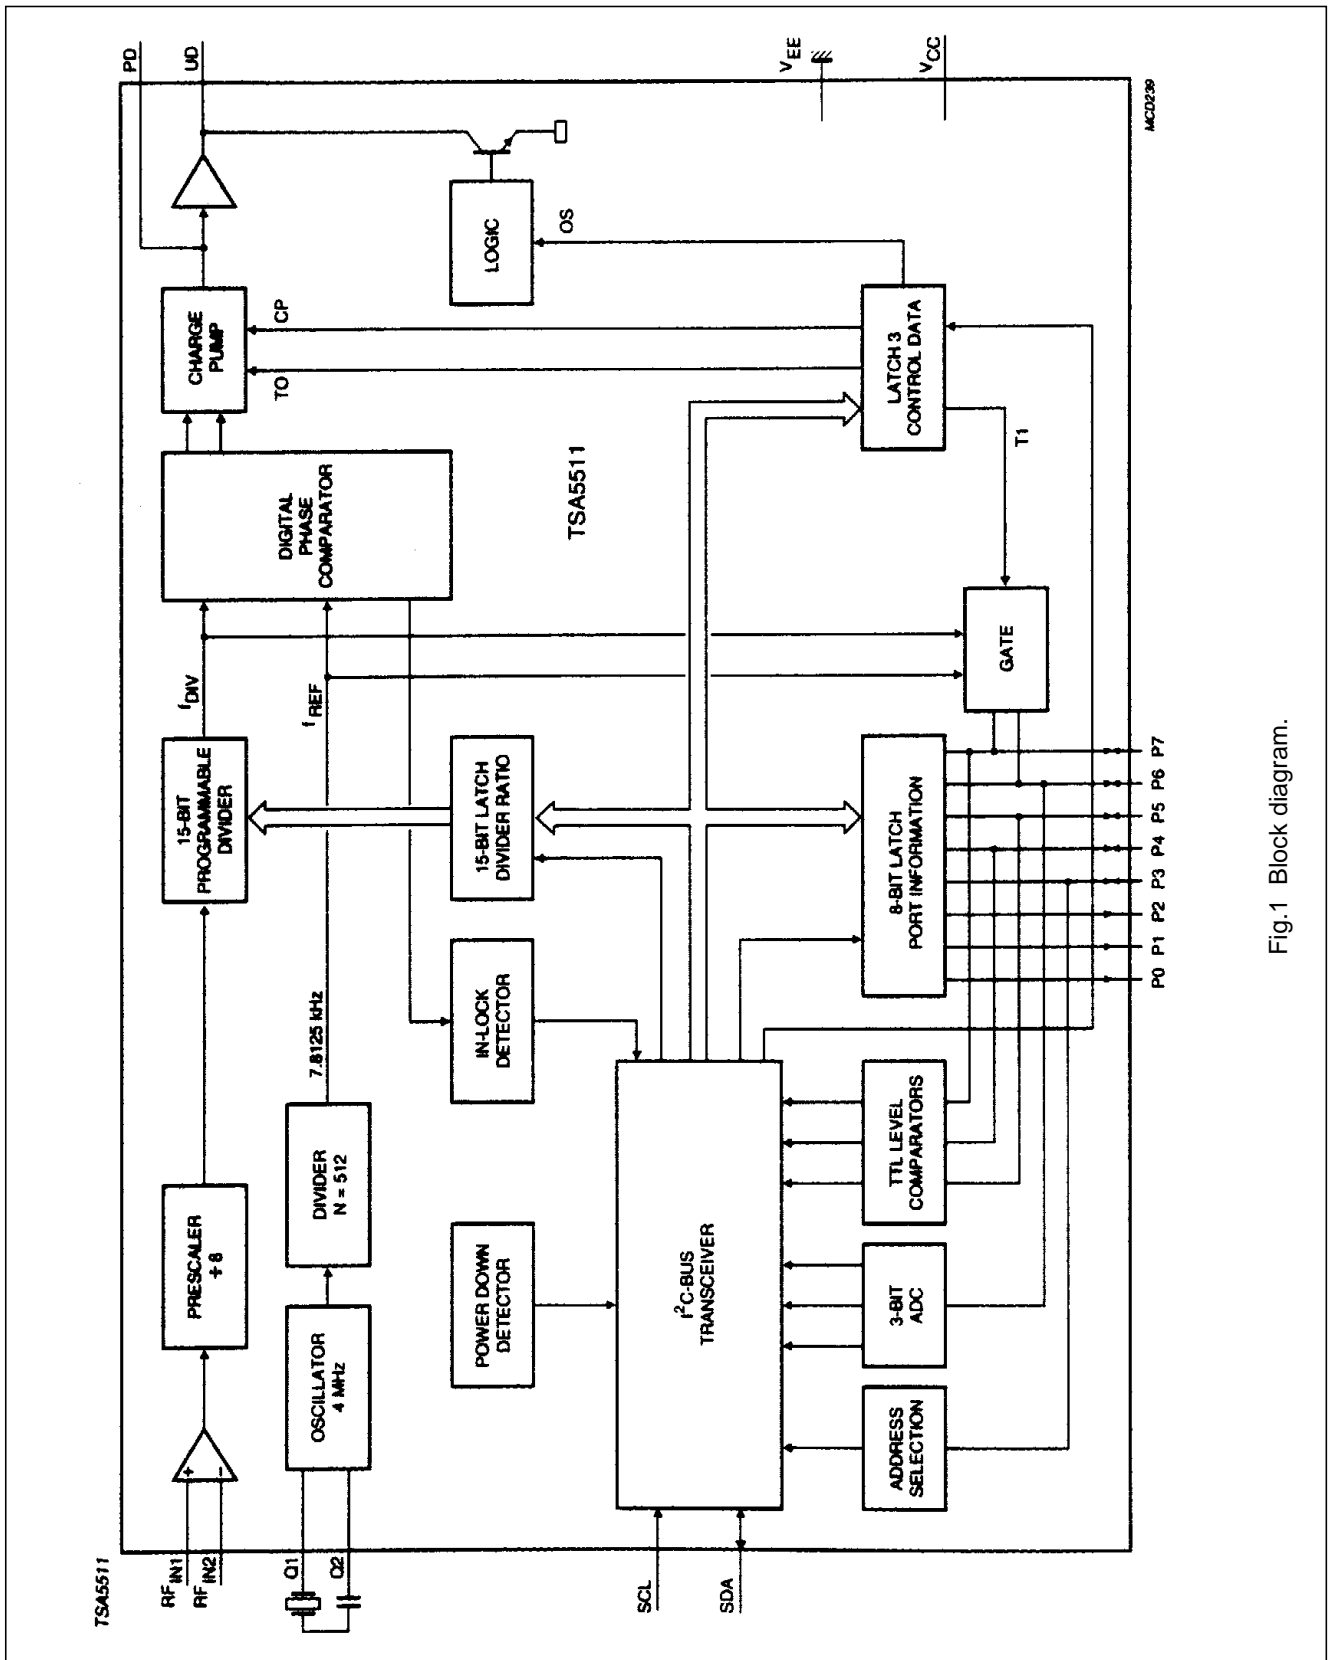 TSA5511
RF IN1
RF IN2
Q1
Q2
SCL
SDA
PRESCALER
÷ 8
OSCILLATOR
4 MHz
DIVIDER
N = 512
7.8125 kHz
15-BIT
PROGRAMMABLE
DIVIDER
fDIV
fREF
DIGITAL
PHASE
COMPARATOR
CHARGE
PUMP
PD
UD
TO
CP
POWER DOWN
DETECTOR
IN-LOCK
DETECTOR
15-BIT LATCH
DIVIDER RATIO
TSA5511
LOGIC
OS
I²C-BUS
TRANSCEIVER
ADDRESS
SELECTION
3-BIT
ADC
TTL LEVEL
COMPARATORS
8-BIT LATCH
PORT INFORMATION
GATE
T1
LATCH 3
CONTROL DATA
VEE
VCC
P0
P1
P2
P3
P4
P5
P6
P7
MCD239
Fig.1 Block diagram.